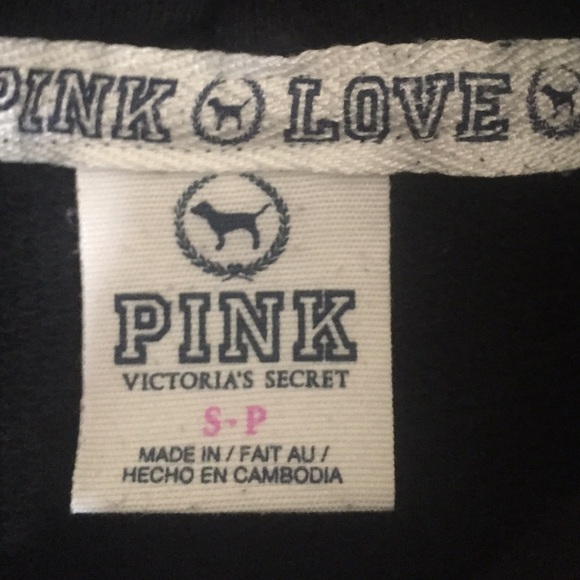 PINK LOVE
PINK
VICTORIA'S SECRET
S-P
MADE IN / FAIT AU /
HECHO EN CAMBODIA